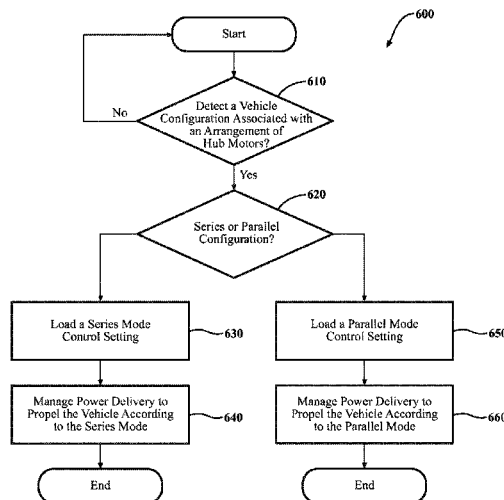 600
Start
610
Detect a Vehicle
Configuration Associated with
an Arrangement of
Hub Motors?
No
Yes
620
Series or Parallel
Configuration?
Load a Series Mode
Control Setting
630
Load a Parallel Mode
Control Setting
650
Manage Power Delivery to
Propel the Vehicle According
to the Series Mode
640
Manage Power Delivery to
Propel the Vehicle According
to the Parallel Mode
660
End
End